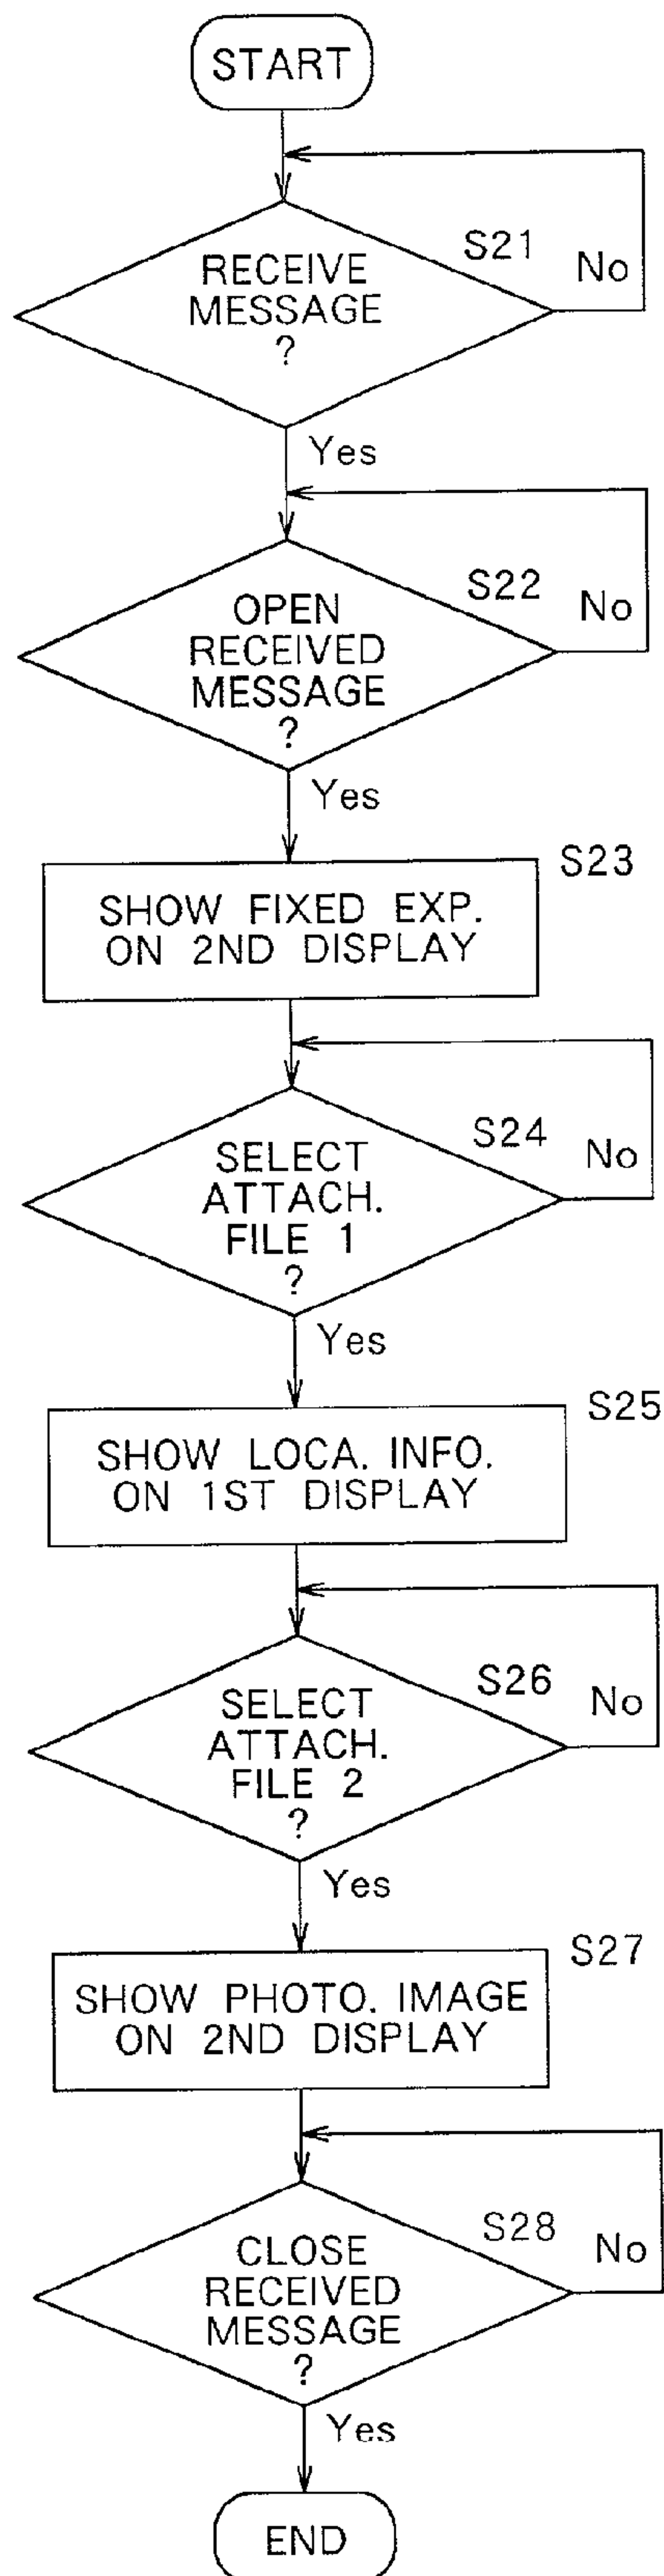 START
S21
No
RECEIVE
MESSAGE
?
Yes
S22
No
OPEN
RECEIVED
MESSAGE
?
Yes
S23
SHOW FIXED EXP.
ON 2ND DISPLAY
S24
No
SELECT
ATTACH.
FILE 1
?
Yes
S25
SHOW LOCA. INFO.
ON 1ST DISPLAY
S26
No
SELECT
ATTACH.
FILE 2
?
Yes
S27
SHOW PHOTO. IMAGE
ON 2ND DISPLAY
S28
No
CLOSE
RECEIVED
MESSAGE
?
Yes
END